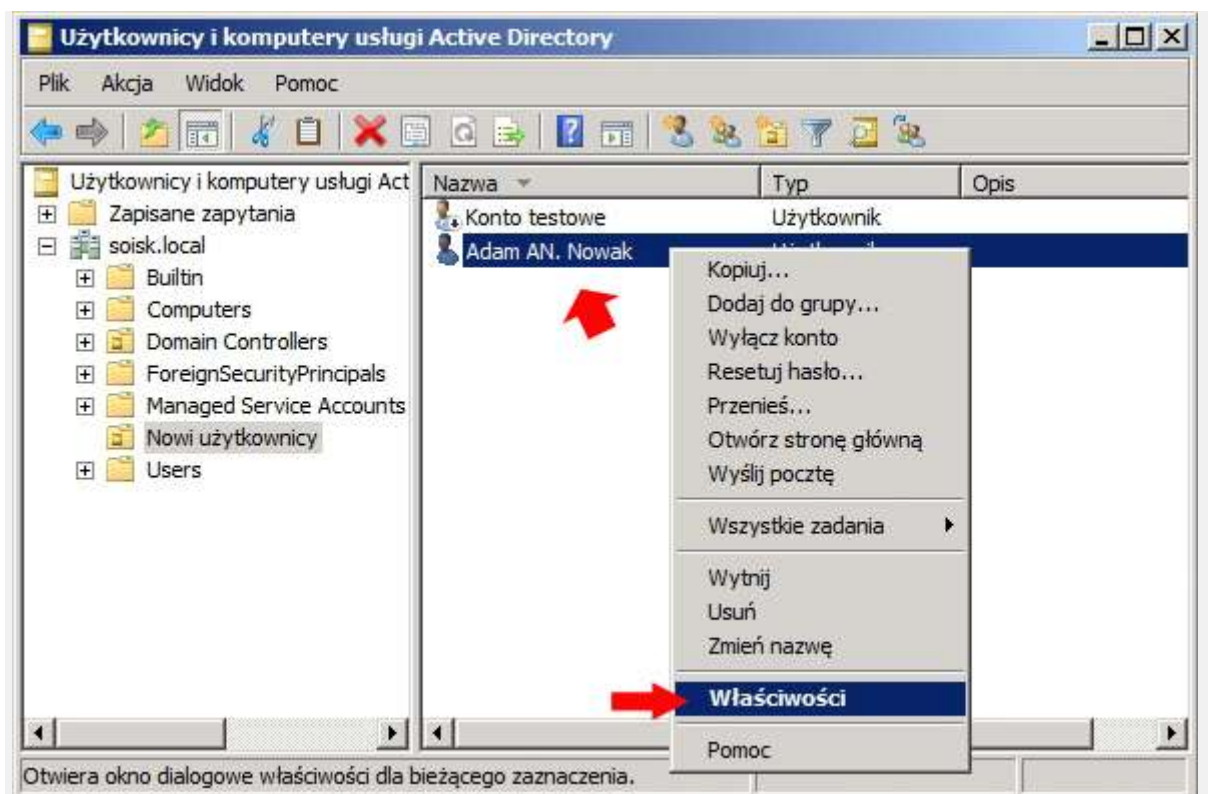 Użytkownicy i komputery usługi Active Directory
Plik Akcja Widok Pomoc
Użytkownicy i komputery usługi Act
Zapisane zapytania
soisk.local
Builtin
Computers
Domain Controllers
ForeignSecurityPrincipals
Managed Service Accounts
Nowi użytkownicy
Users
Nazwa Typ Opis
Konto testowe Użytkownik
Adam AN. Nowak
Kopiuj...
Dodaj do grupy...
Wyłącz konto
Resetuj hasło...
Przenieś...
Otwórz stronę główną
Wyślij pocztę
Wszystkie zadania
Wytnij
Usuń
Zmień nazwę
Właściwości
Pomoc
Otwiera okno dialogowe właściwości dla bieżącego zaznaczenia.